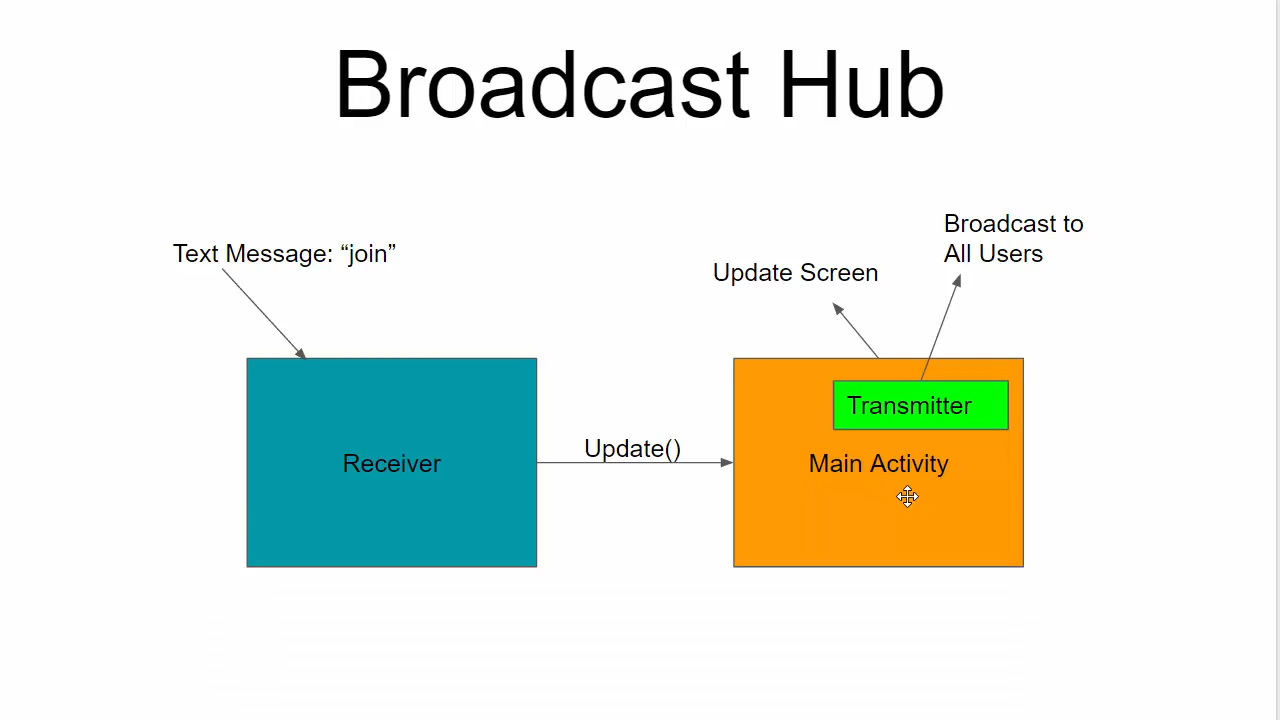 Broadcast Hub
Text Message: “join”
Update Screen
Broadcast to
All Users
Receiver
Update()
Transmitter
Main Activity